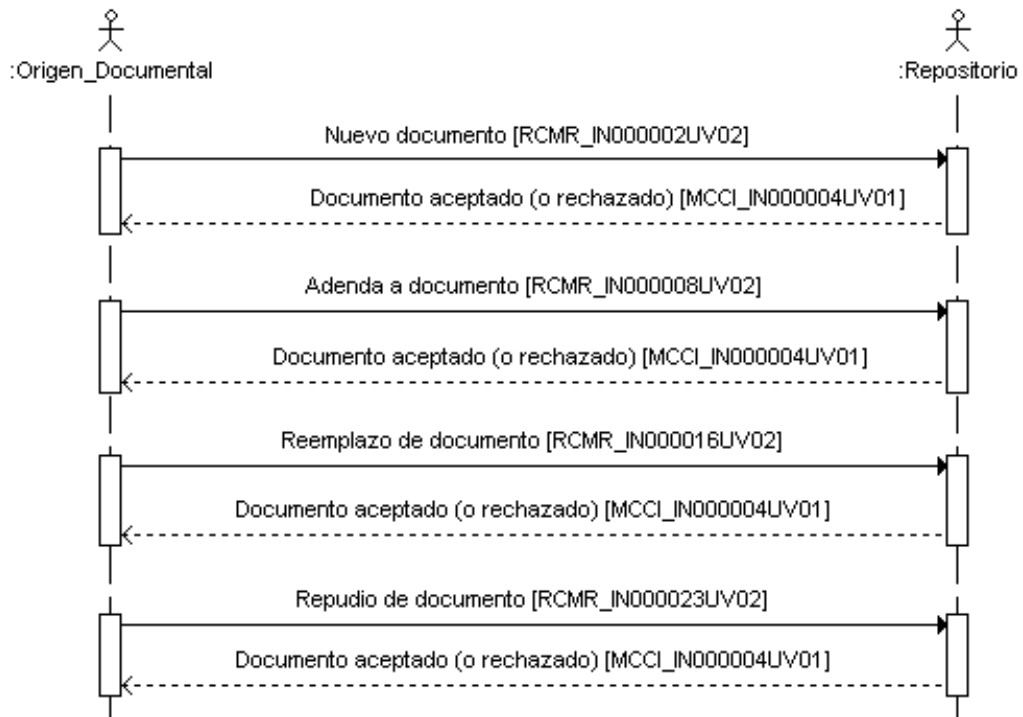 :Origen_Documental
:Repositorio
Nuevo documento [RCMR_IN000002UV02]
Documento aceptado (o rechazado) [MCCI_IN000004UV01]
Adenda a documento [RCMR_IN000008UV02]
Documento aceptado (o rechazado) [MCCI_IN000004UV01]
Reemplazo de documento [RCMR_IN000016UV02]
Documento aceptado (o rechazado) [MCCI_IN000004UV01]
Repudio de documento [RCMR_IN000023UV02]
Documento aceptado (o rechazado) [MCCI_IN000004UV01]